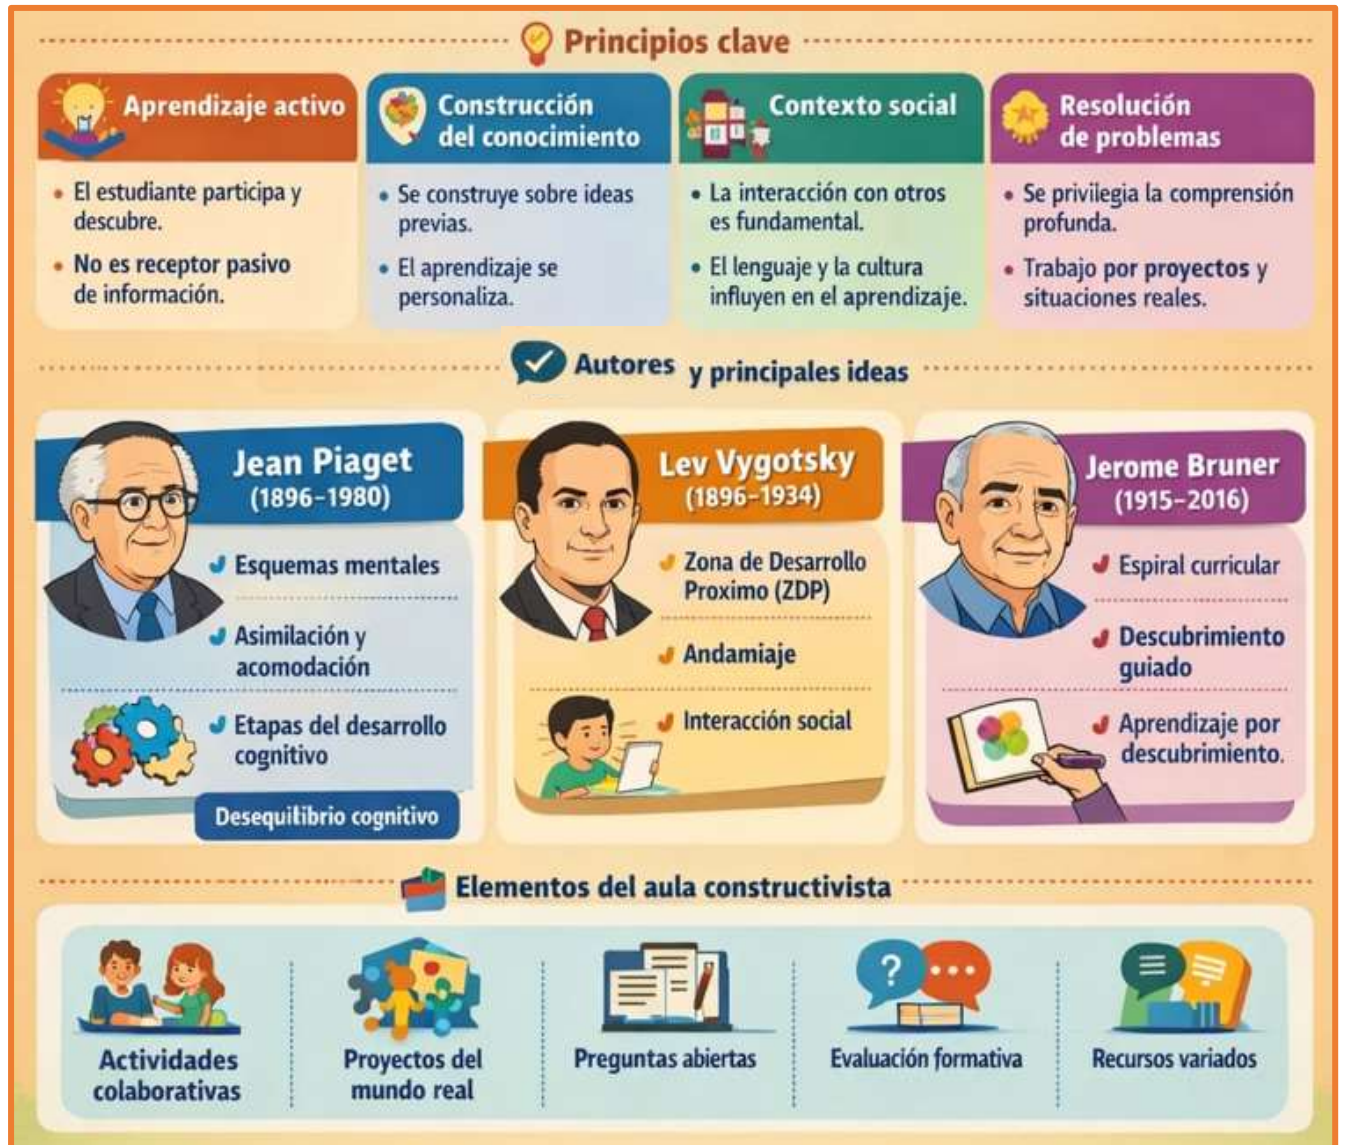 Principios clave
Aprendizaje activo
• El estudiante participa y
descubre.
• No es receptor pasivo
de información.
Construcción
del conocimiento
• Se construye sobre ideas
previas.
• El aprendizaje se
personaliza.
Contexto social
• La interacción con otros
es fundamental.
• El lenguaje y la cultura
influyen en el aprendizaje.
Resolución
de problemas
• Se privilegia la comprensión
profunda.
• Trabajo por proyectos y
situaciones reales.
Autores y principales ideas
Jean Piaget
(1896–1980)
Esquemas mentales
Asimilación y
acomodación
Etapas del desarrollo
cognitivo
Desequilibrio cognitivo
Lev Vygotsky
(1896–1934)
Zona de Desarrollo
Proximo (ZDP)
Andamiaje
Interacción social
Jerome Bruner
(1915–2016)
Espiral curricular
Descubrimiento
guiado
Aprendizaje por
descubrimiento.
Elementos del aula constructivista
Actividades
colaborativas
Proyectos del
mundo real
Preguntas abiertas
?
Evaluación formativa
Recursos variados